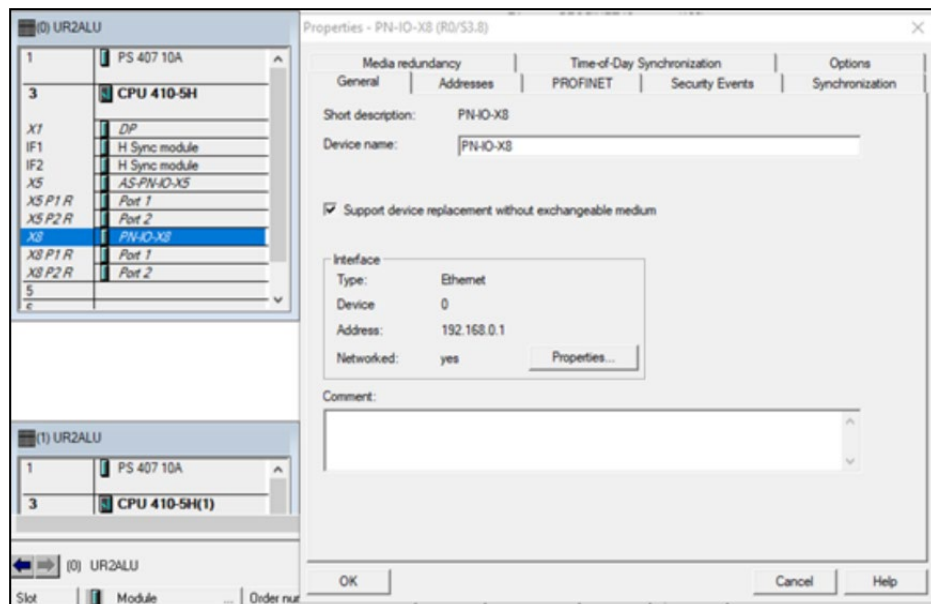 (0) UR2ALU
1 PS 407 10A
3 CPU 410-5H
X1 DP
IF1 H Sync module
IF2 H Sync module
X5 AS-PN-IO-X5
X5 P1 R Port 1
X5 P2 R Port 2
X8 PN-IO-X8
X8 P1 R Port 1
X8 P2 R Port 2
5
(1) UR2ALU
1 PS 407 10A
3 CPU 410-5H(1)
(0) UR2ALU
Slot Module ... Order nur
Properties - PN-IO-X8 (R0/S3.8)
Media redundancy Time-of-Day Synchronization Options
General Addresses PROFINET Security Events Synchronization
Short description: PN-IO-X8
Device name: PN-IO-X8
Support device replacement without exchangeable medium
Interface
Type: Ethernet
Device 0
Address: 192.168.0.1
Networked: yes Properties...
Comment:
OK Cancel Help